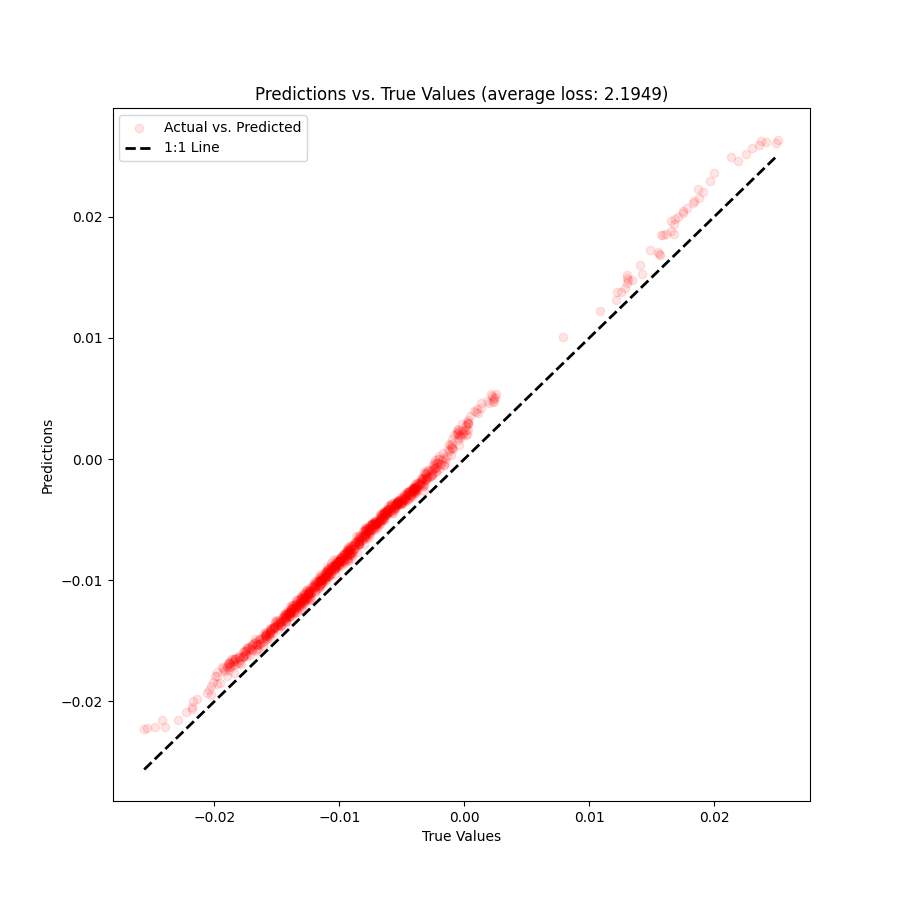 Predictions vs. True Values (average loss: 2.1949)
Actual vs. Predicted
1:1 Line
0.02
0.01
0.00
−0.01
−0.02
Predictions
−0.02 −0.01 0.00 0.01 0.02
True Values